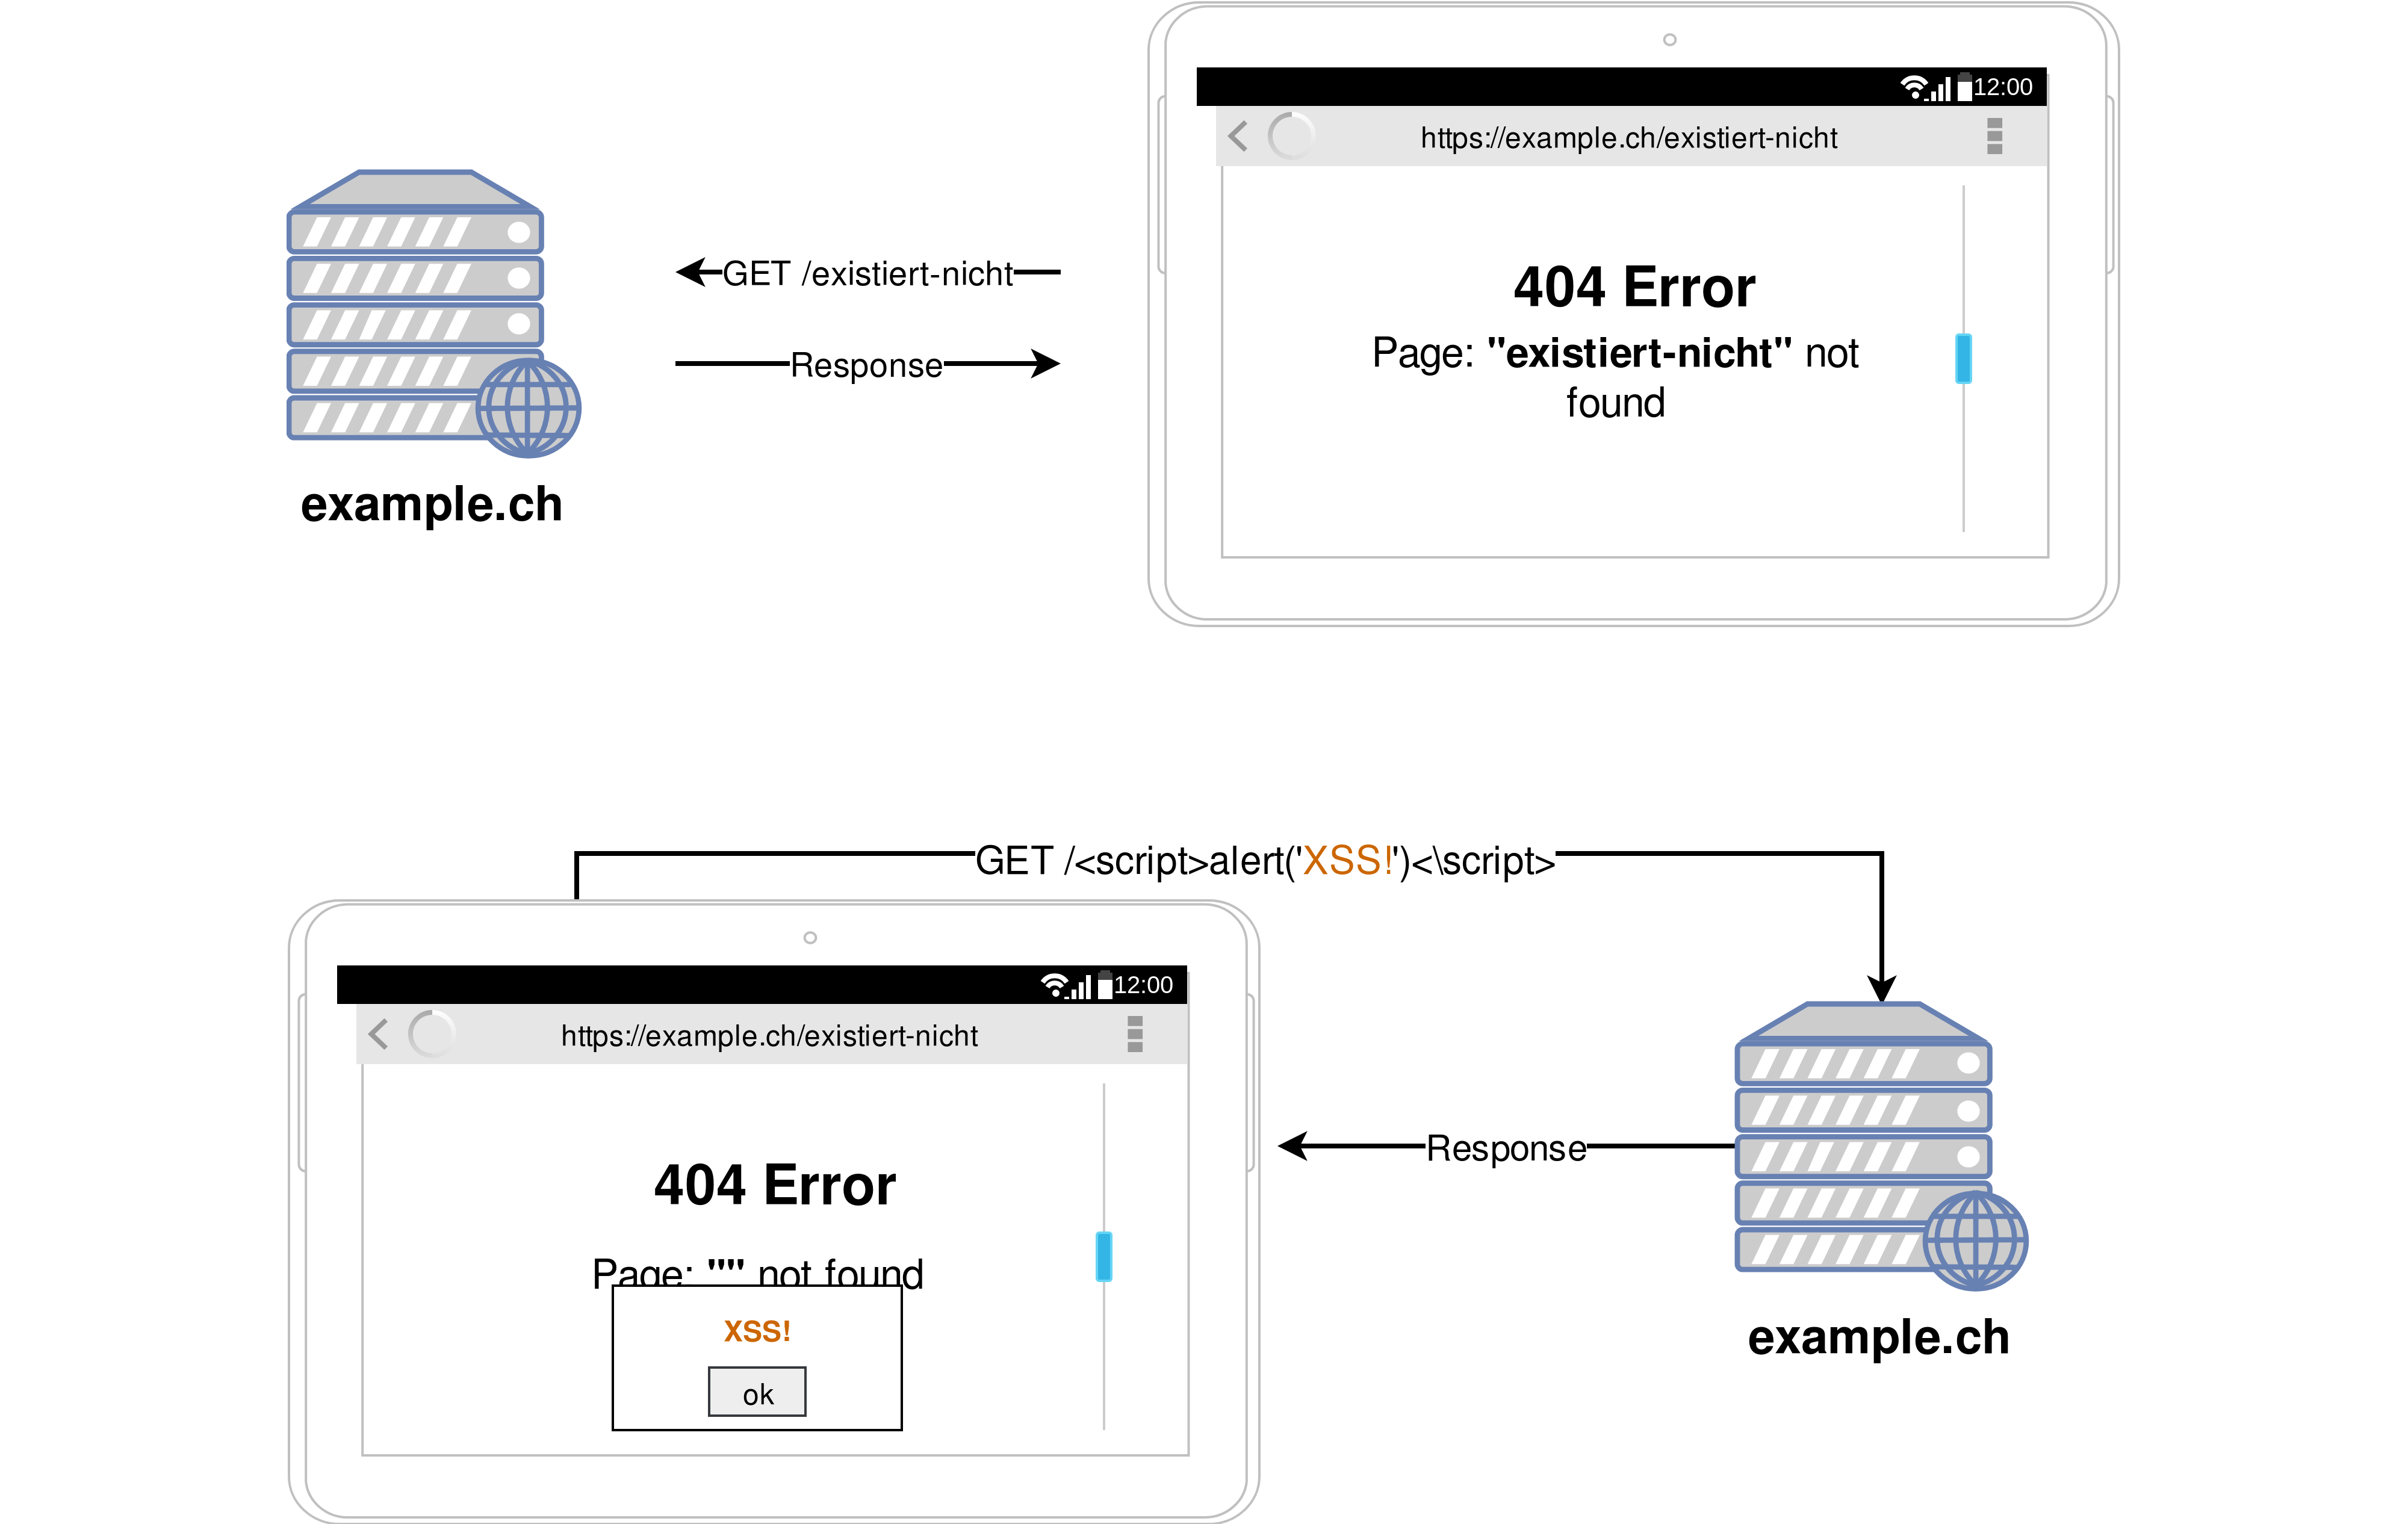 12:00
https://example.ch/existiert-nicht
GET /existiert-nicht
404 Error
Page: "existiert-nicht" not
found
Response
example.ch
GET /<script>alert('XSS!')<\script>
12:00
https://example.ch/existiert-nicht
Response
404 Error
Page: "" not found
XSS!
ok
example.ch